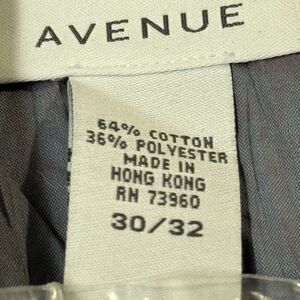 AVENUE
64% COTTON
36% POLYESTER
MADE IN
HONG KONG
RN 73960
30/32